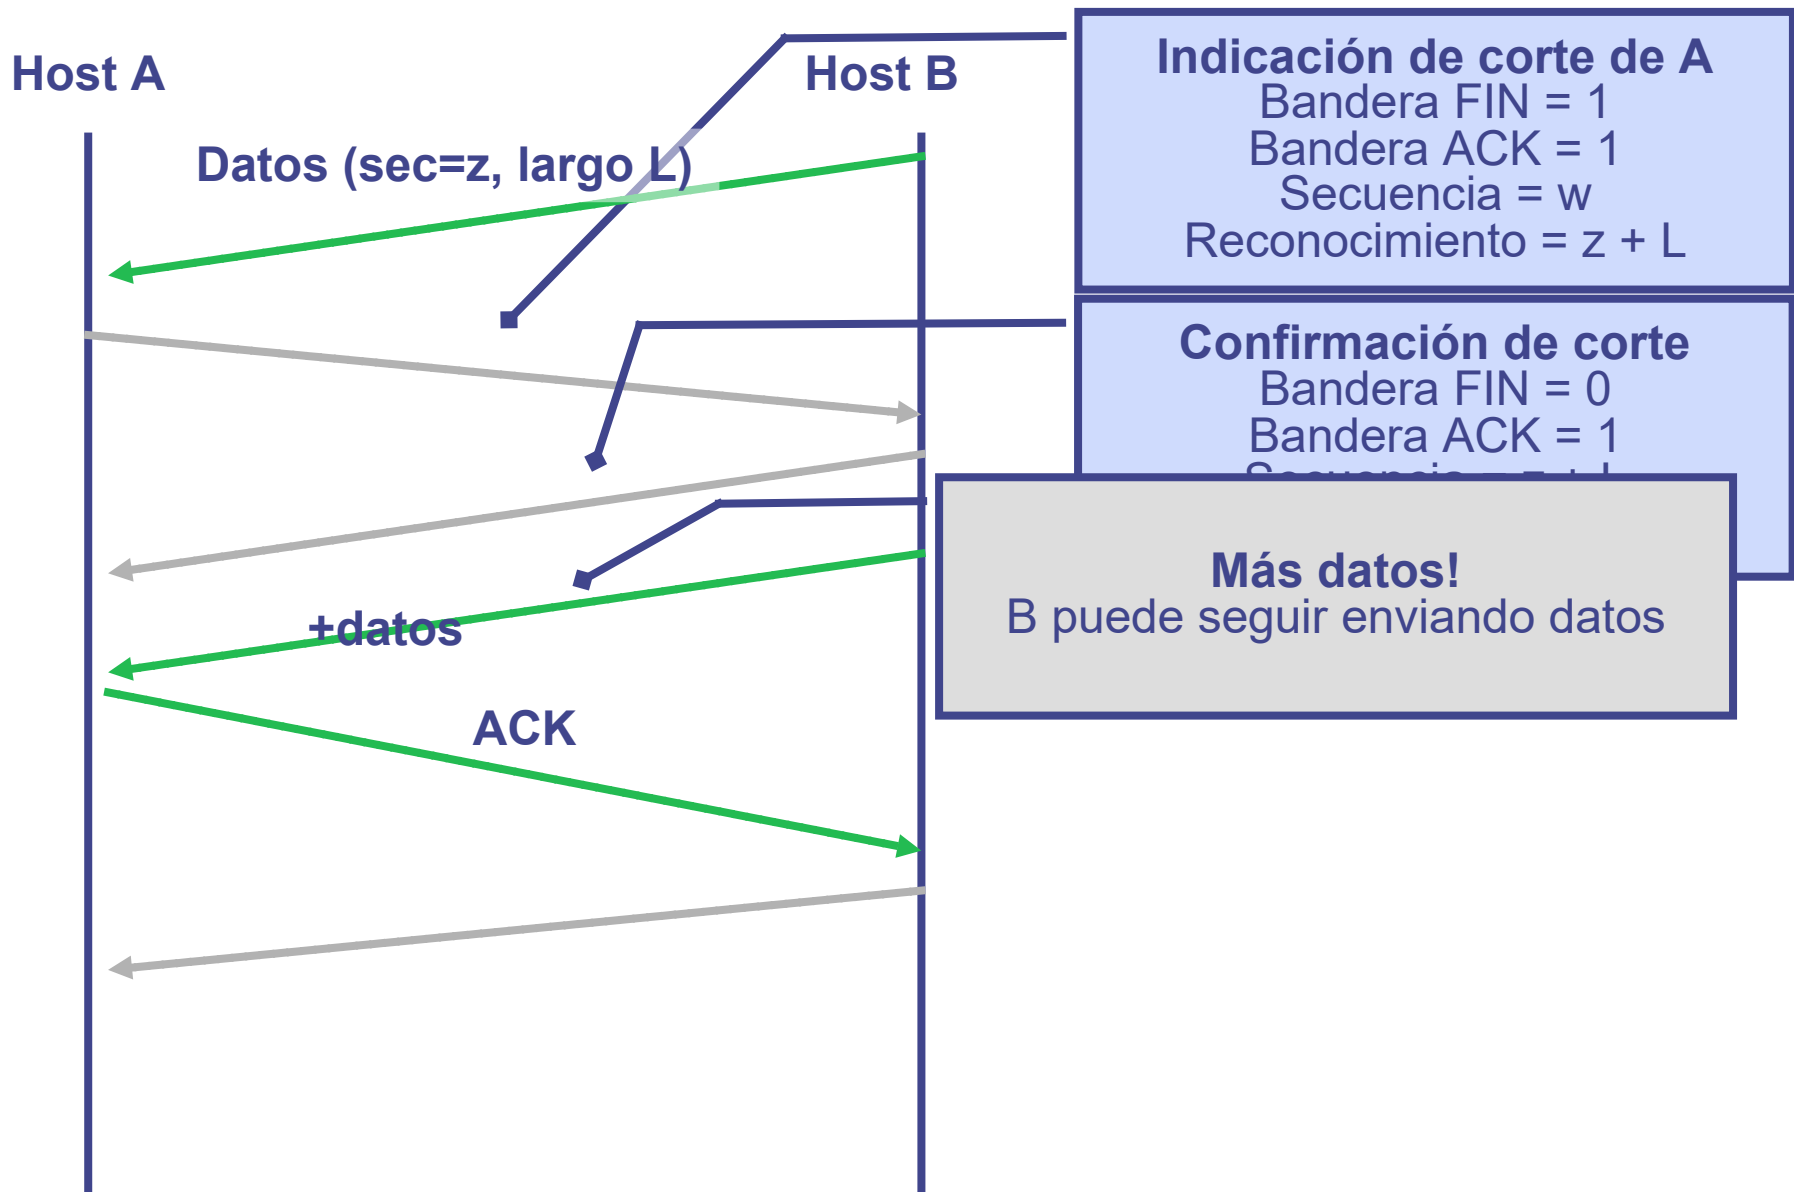 Host A
Host B
Datos (sec=z, largo L)
+datos
ACK
Indicación de corte de A
Bandera FIN = 1
Bandera ACK = 1
Secuencia = w
Reconocimiento = z + L
Confirmación de corte
Bandera FIN = 0
Bandera ACK = 1
Secuencia = z + L
Más datos!
B puede seguir enviando datos